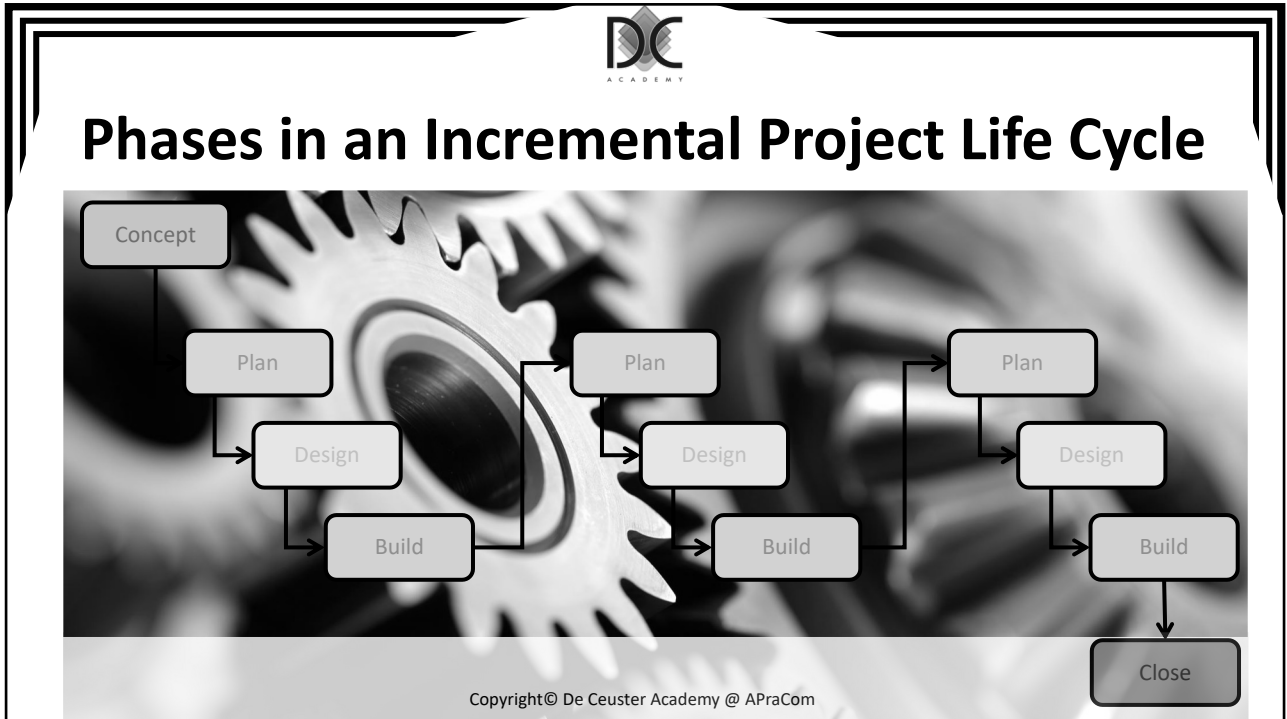 DC
ACADEMY
Phases in an Incremental Project Life Cycle
Concept
Plan
Design
Build
Plan
Design
Build
Plan
Design
Build
Close
Copyright© De Ceuster Academy @ APraCom